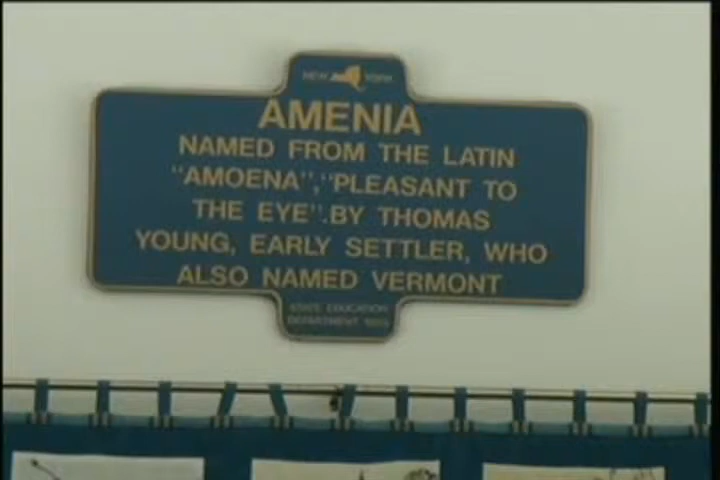 NEW YORK
AMENIA
NAMED FROM THE LATIN
"AMOENA","PLEASANT TO
THE EYE".BY THOMAS
YOUNG, EARLY SETTLER, WHO
ALSO NAMED VERMONT
STATE EDUCATION
DEPARTMENT